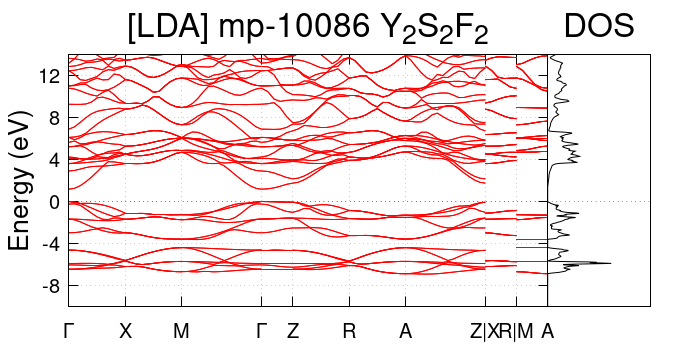 [LDA] mp-10086 Y₂S₂F₂ DOS
Energy (eV)
12
8
4
0
-4
-8
Γ X M Γ Z R A Z|XR|M A